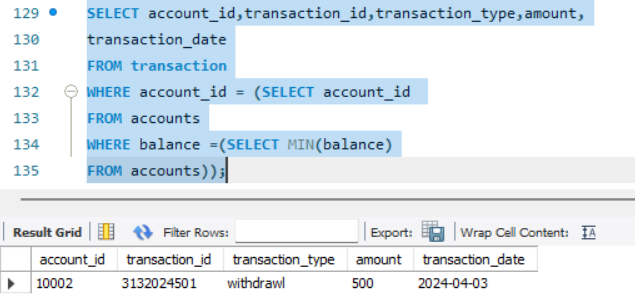 129 SELECT account_id,transaction_id,transaction_type,amount,
130 transaction_date
131 FROM transaction
132 WHERE account_id = (SELECT account_id
133 FROM accounts
134 WHERE balance =(SELECT MIN(balance)
135 FROM accounts));
Result Grid Filter Rows: Export: Wrap Cell Content:
account_id transaction_id transaction_type amount transaction_date
10002 3132024501 withdrawl 500 2024-04-03